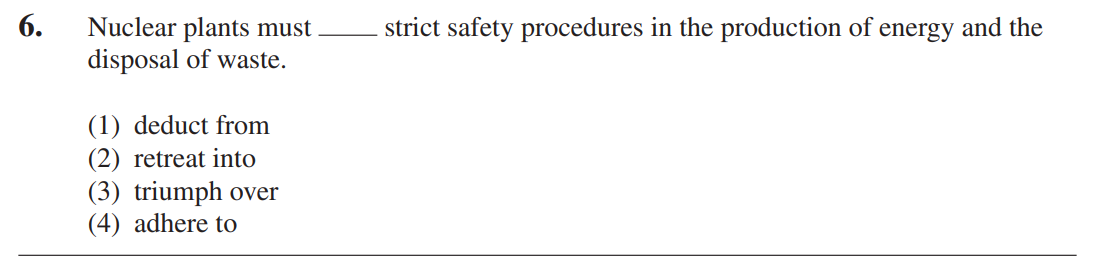 6. Nuclear plants must ____ strict safety procedures in the production of energy and the
disposal of waste.
(1) deduct from
(2) retreat into
(3) triumph over
(4) adhere to